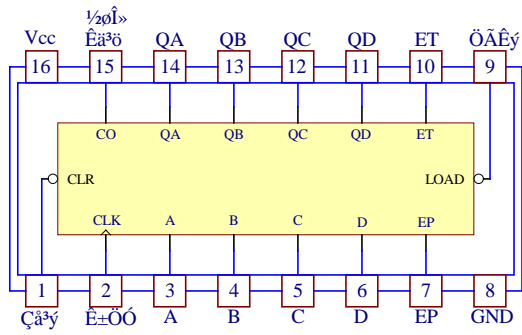 ½øÎ»
Vcc Êä³ö QA QB QC QD ET ÖÃÊý
16 15 14 13 12 11 10 9
CO QA QB QC QD ET
CLR LOAD
CLK A B C D EP
1 2 3 4 5 6 7 8
Çå³ý Ê±ÖÓ A B C D EP GND